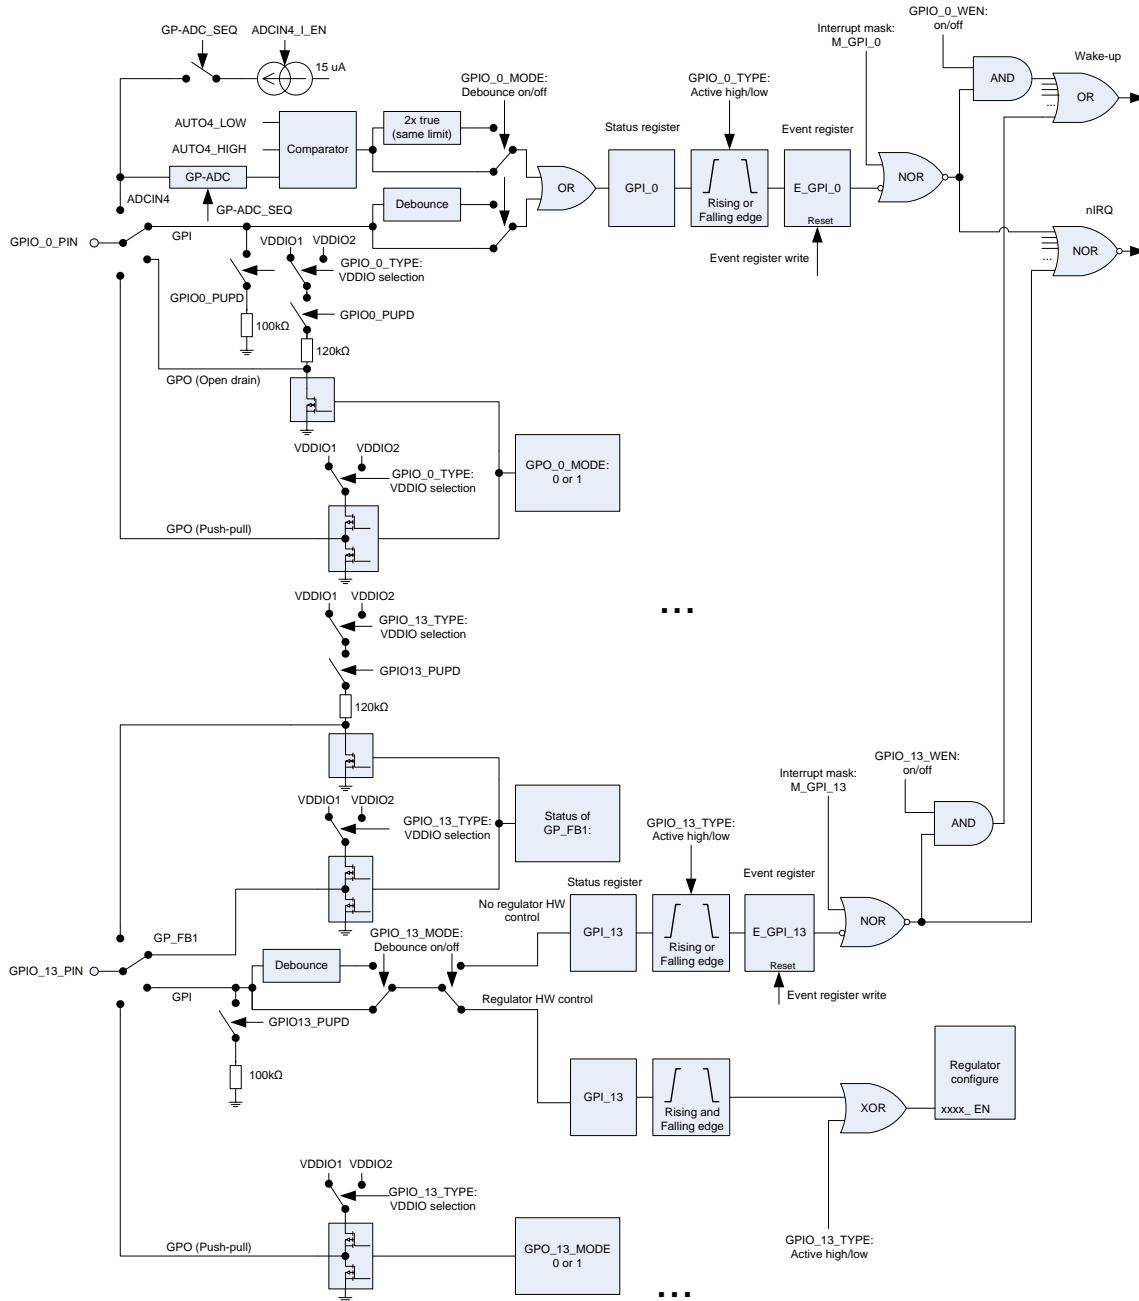 GPIO_0_WEN:
on/off
GP-ADC_SEQ
ADCIN4_I_EN
Interrupt mask:
M_GPI_0
Wake-up
15 uA
GPIO_0_MODE:
Debounce on/off
GPIO_0_TYPE:
Active high/low
AND
OR
...
2x true
(same limit)
AUTO4_LOW
AUTO4_HIGH
Comparator
Status register
Event register
GP-ADC
ADCIN4
GP-ADC_SEQ
OR
GPI_0
Rising or
Falling edge
E_GPI_0
Reset
NOR
Debounce
nIRQ
NOR
...
GPIO_0_PIN
GPI
VDDIO1
VDDIO2
GPIO_0_TYPE:
VDDIO selection
Event register write
GPIO0_PUPD
GPIO0_PUPD
100kΩ
120kΩ
GPO (Open drain)
VDDIO1
VDDIO2
GPIO_0_TYPE:
VDDIO selection
GPO_0_MODE:
0 or 1
GPO (Push-pull)
VDDIO1
VDDIO2
GPIO_13_TYPE:
VDDIO selection
...
GPIO13_PUPD
120kΩ
GPIO_13_WEN:
on/off
Interrupt mask:
M_GPI_13
VDDIO1
VDDIO2
GPIO_13_TYPE:
VDDIO selection
Status of
GP_FB1:
GPIO_13_TYPE:
Active high/low
AND
Status register
Event register
No regulator HW
control
GPI_13
Rising or
Falling edge
E_GPI_13
Reset
NOR
GP_FB1
GPIO_13_MODE:
Debounce on/off
GPIO_13_PIN
Debounce
GPI
Regulator HW control
Event register write
GPIO13_PUPD
100kΩ
GPI_13
Rising and
Falling edge
XOR
Regulator
configure
xxxx_ EN
VDDIO1
VDDIO2
GPIO_13_TYPE:
VDDIO selection
GPO (Push-pull)
GPO_13_MODE
0 or 1
GPIO_13_TYPE:
Active high/low
...